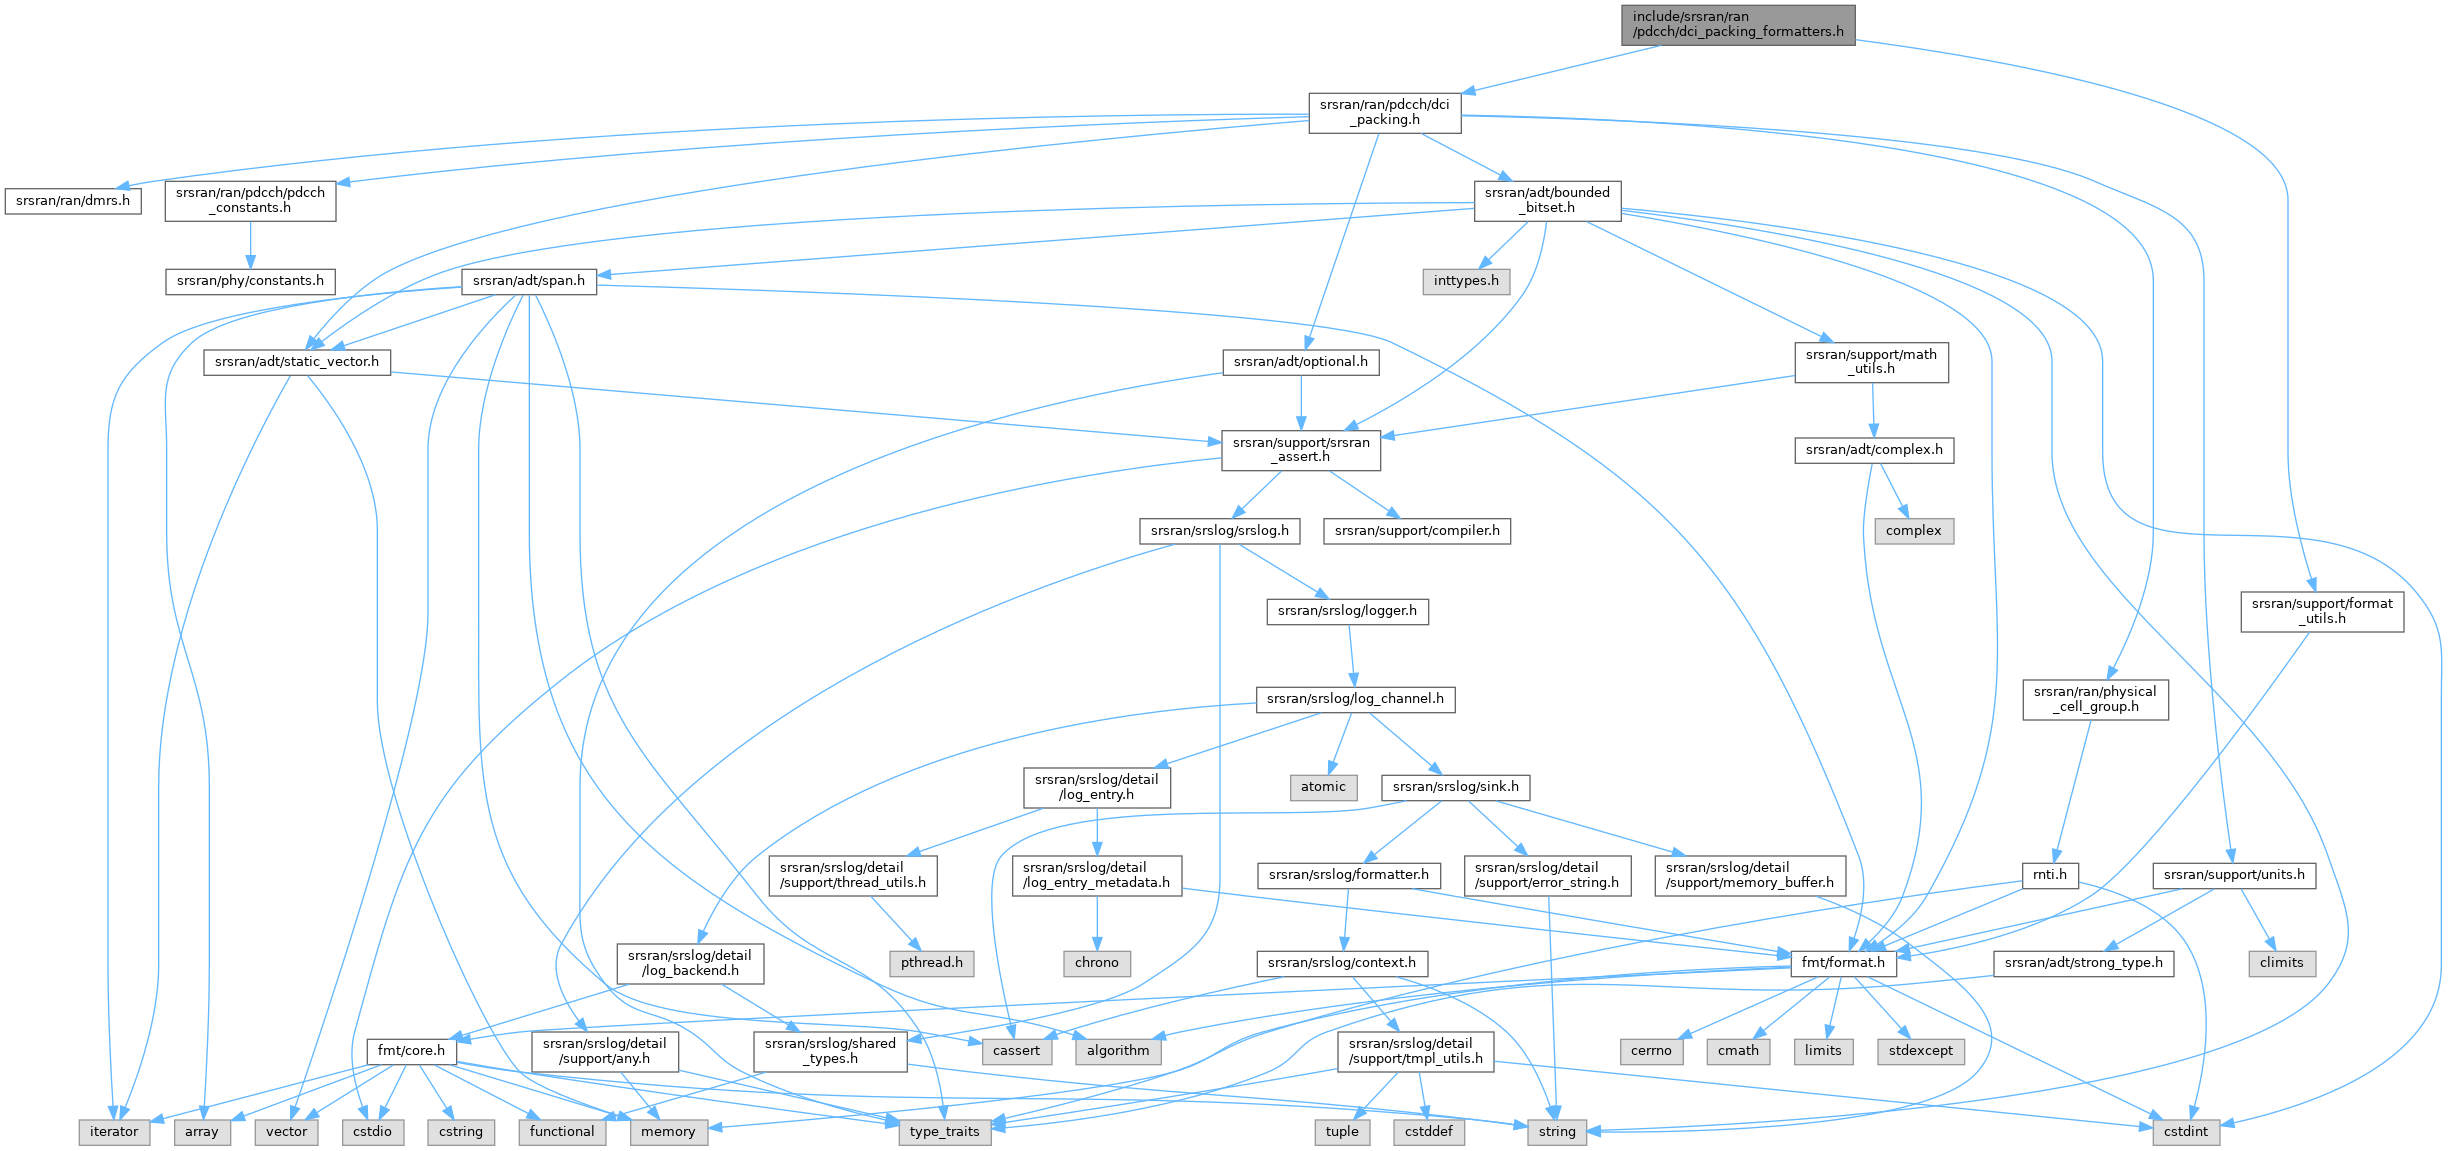 include/srsran/ran
/pdcch/dci_packing_formatters.h
srsran/ran/pdcch/dci
_packing.h
srsran/ran/dmrs.h
srsran/ran/pdcch/pdcch
_constants.h
srsran/adt/bounded
_bitset.h
srsran/phy/constants.h
srsran/adt/span.h
inttypes.h
srsran/adt/static_vector.h
srsran/adt/optional.h
srsran/support/math
_utils.h
srsran/support/srsran
_assert.h
srsran/adt/complex.h
srsran/srslog/srslog.h
srsran/support/compiler.h
complex
srsran/srslog/logger.h
srsran/support/format
_utils.h
srsran/srslog/log_channel.h
srsran/ran/physical
_cell_group.h
srsran/srslog/detail
/log_entry.h
atomic
srsran/srslog/sink.h
srsran/srslog/detail
/support/thread_utils.h
srsran/srslog/detail
/log_entry_metadata.h
srsran/srslog/formatter.h
srsran/srslog/detail
/support/error_string.h
srsran/srslog/detail
/support/memory_buffer.h
rnti.h
srsran/support/units.h
srsran/srslog/detail
/log_backend.h
pthread.h
chrono
srsran/srslog/context.h
fmt/format.h
srsran/adt/strong_type.h
climits
fmt/core.h
srsran/srslog/detail
/support/any.h
srsran/srslog/shared
_types.h
cassert
algorithm
srsran/srslog/detail
/support/tmpl_utils.h
cerrno
cmath
limits
stdexcept
iterator
array
vector
cstdio
cstring
functional
memory
type_traits
tuple
cstddef
string
cstdint